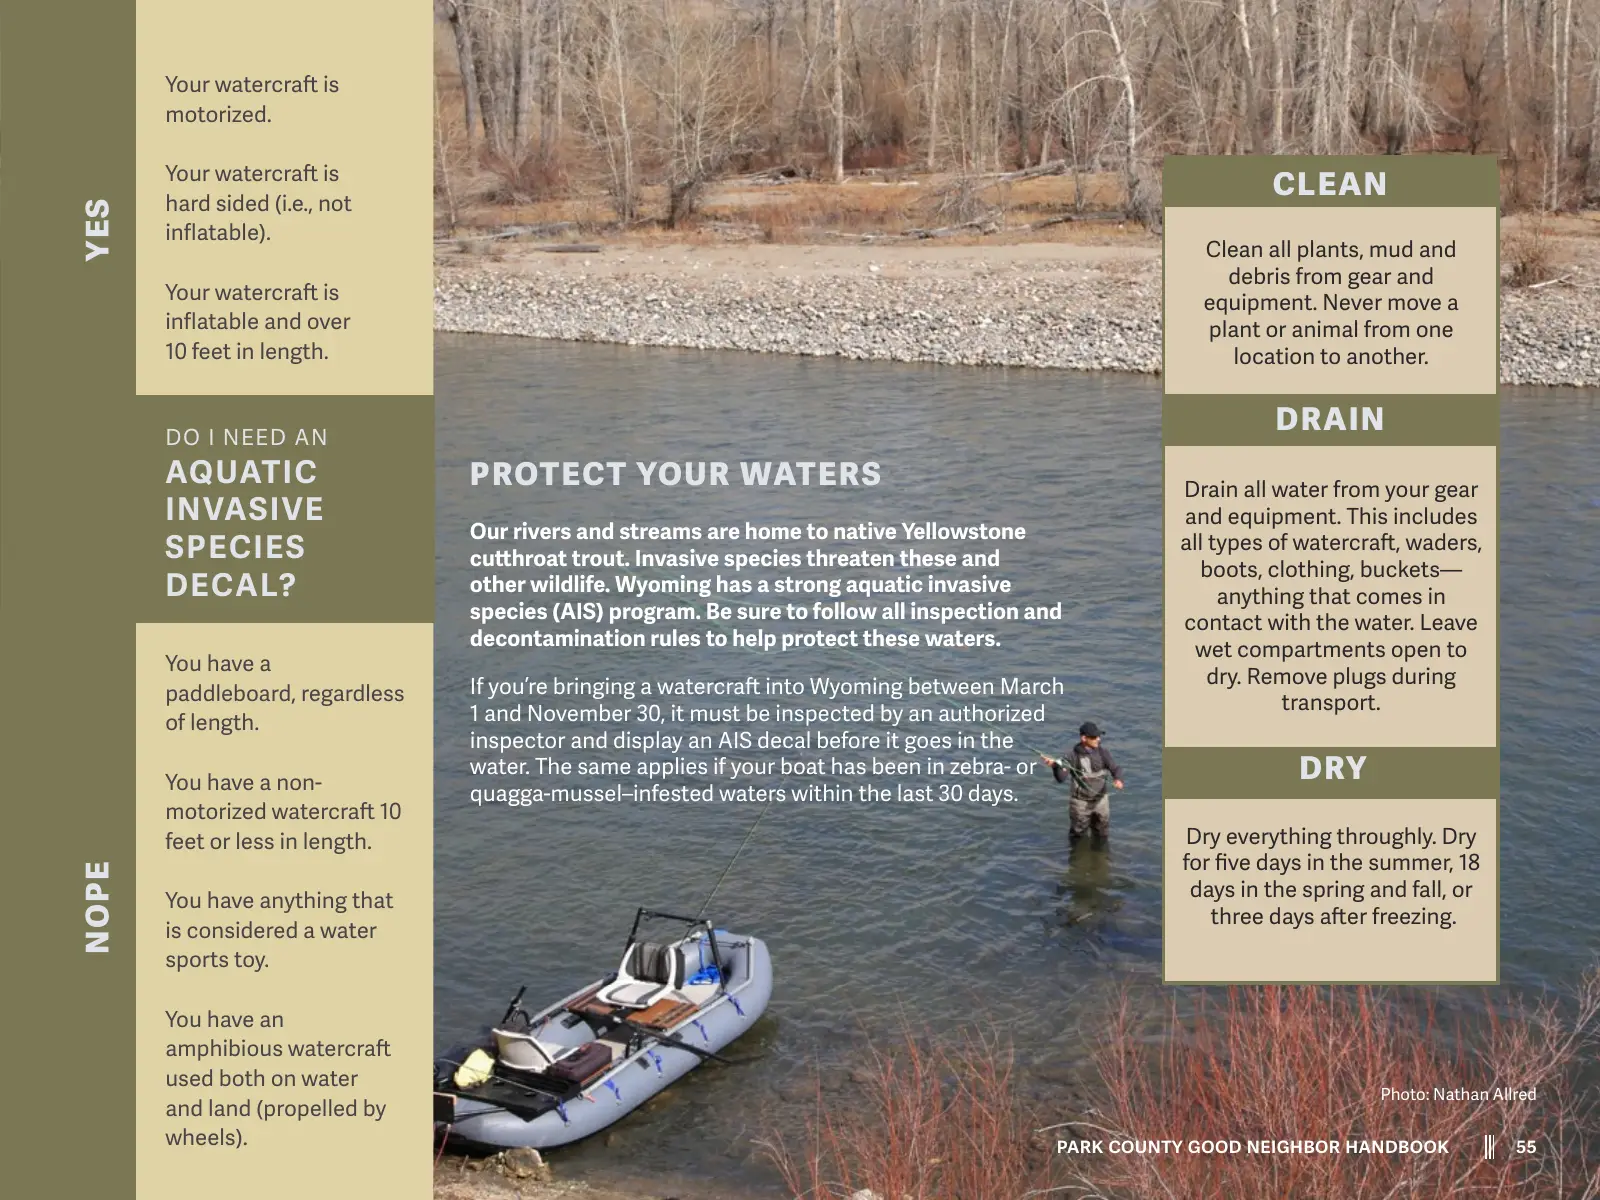 YES
Your watercraft is
motorized.
Your watercraft is
hard sided (i.e., not
inflatable).
Your watercraft is
inflatable and over
10 feet in length.
DO I NEED AN
AQUATIC
INVASIVE
SPECIES
DECAL?
NOPE
You have a
paddleboard, regardless
of length.
You have a non-
motorized watercraft 10
feet or less in length.
You have anything that
is considered a water
sports toy.
You have an
amphibious watercraft
used both on water
and land (propelled by
wheels).
PROTECT YOUR WATERS
Our rivers and streams are home to native Yellowstone
cutthroat trout. Invasive species threaten these and
other wildlife. Wyoming has a strong aquatic invasive
species (AIS) program. Be sure to follow all inspection and
decontamination rules to help protect these waters.
If you’re bringing a watercraft into Wyoming between March
1 and November 30, it must be inspected by an authorized
inspector and display an AIS decal before it goes in the
water. The same applies if your boat has been in zebra- or
quagga-mussel–infested waters within the last 30 days.
CLEAN
Clean all plants, mud and
debris from gear and
equipment. Never move a
plant or animal from one
location to another.
DRAIN
Drain all water from your gear
and equipment. This includes
all types of watercraft, waders,
boots, clothing, buckets—
anything that comes in
contact with the water. Leave
wet compartments open to
dry. Remove plugs during
transport.
DRY
Dry everything throughly. Dry
for five days in the summer, 18
days in the spring and fall, or
three days after freezing.
Photo: Nathan Allred
PARK COUNTY GOOD NEIGHBOR HANDBOOK 55